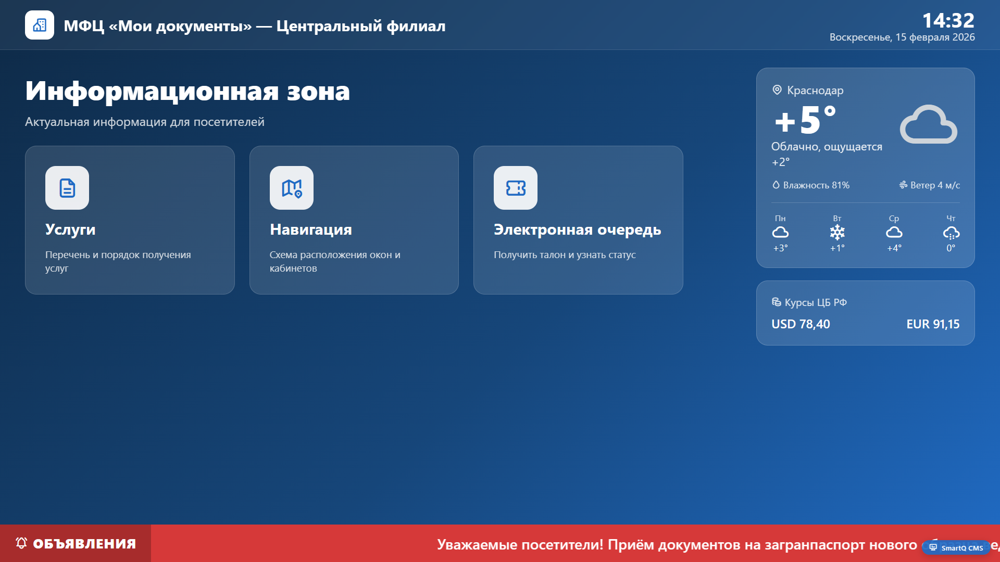 МФЦ «Мои документы» — Центральный филиал
14:32
Воскресенье, 15 февраля 2026
Информационная зона
Актуальная информация для посетителей
Услуги
Перечень и порядок получения
услуг
Навигация
Схема расположения окон и
кабинетов
Электронная очередь
Получить талон и узнать статус
Краснодар
+5°
Облачно, ощущается
+2°
Влажность 81%
Ветер 4 м/с
Пн
Вт
Ср
Чт
+3°
+1°
+4°
0°
Курсы ЦБ РФ
USD 78,40
EUR 91,15
ОБЪЯВЛЕНИЯ
Уважаемые посетители! Приём документов на загранпаспорт нового
SmartQ CMS